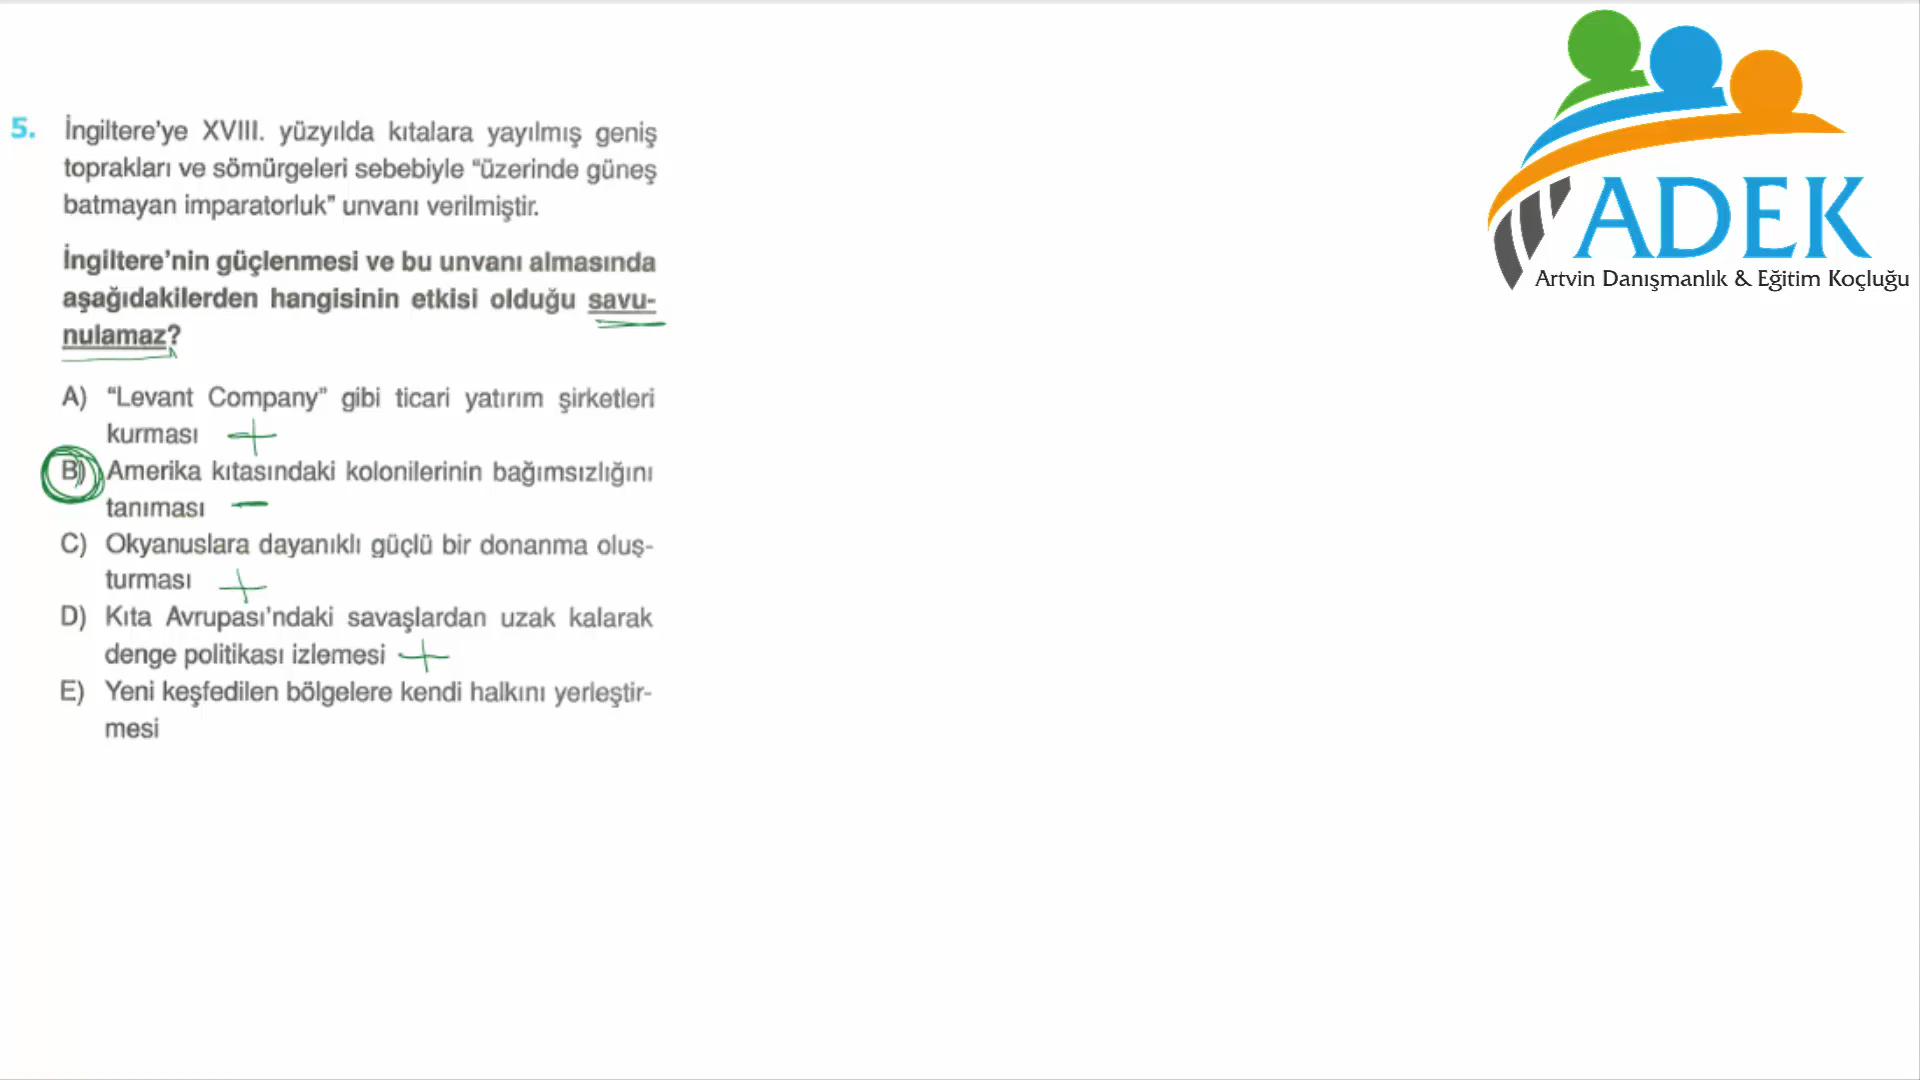 5. İngiltere’ye XVIII. yüzyılda kıtalara yayılmış geniş
toprakları ve sömürgeleri sebebiyle “üzerinde güneş
batmayan imparatorluk” unvanı verilmiştir.
İngiltere’nin güçlenmesi ve bu unvanı almasında
aşağıdakilerden hangisinin etkisi olduğu savu-
nulamaz?
A) “Levant Company” gibi ticari yatırım şirketleri
kurması +
B) Amerika kıtasındaki kolonilerinin bağımsızlığını
tanıması -
C) Okyanuslara dayanıklı güçlü bir donanma oluş-
turması +
D) Kıta Avrupası’ndaki savaşlardan uzak kalarak
denge politikası izlemesi +
E) Yeni keşfedilen bölgelere kendi halkını yerleştir-
mesi
ADEK
Artvin Danışmanlık & Eğitim Koçluğu